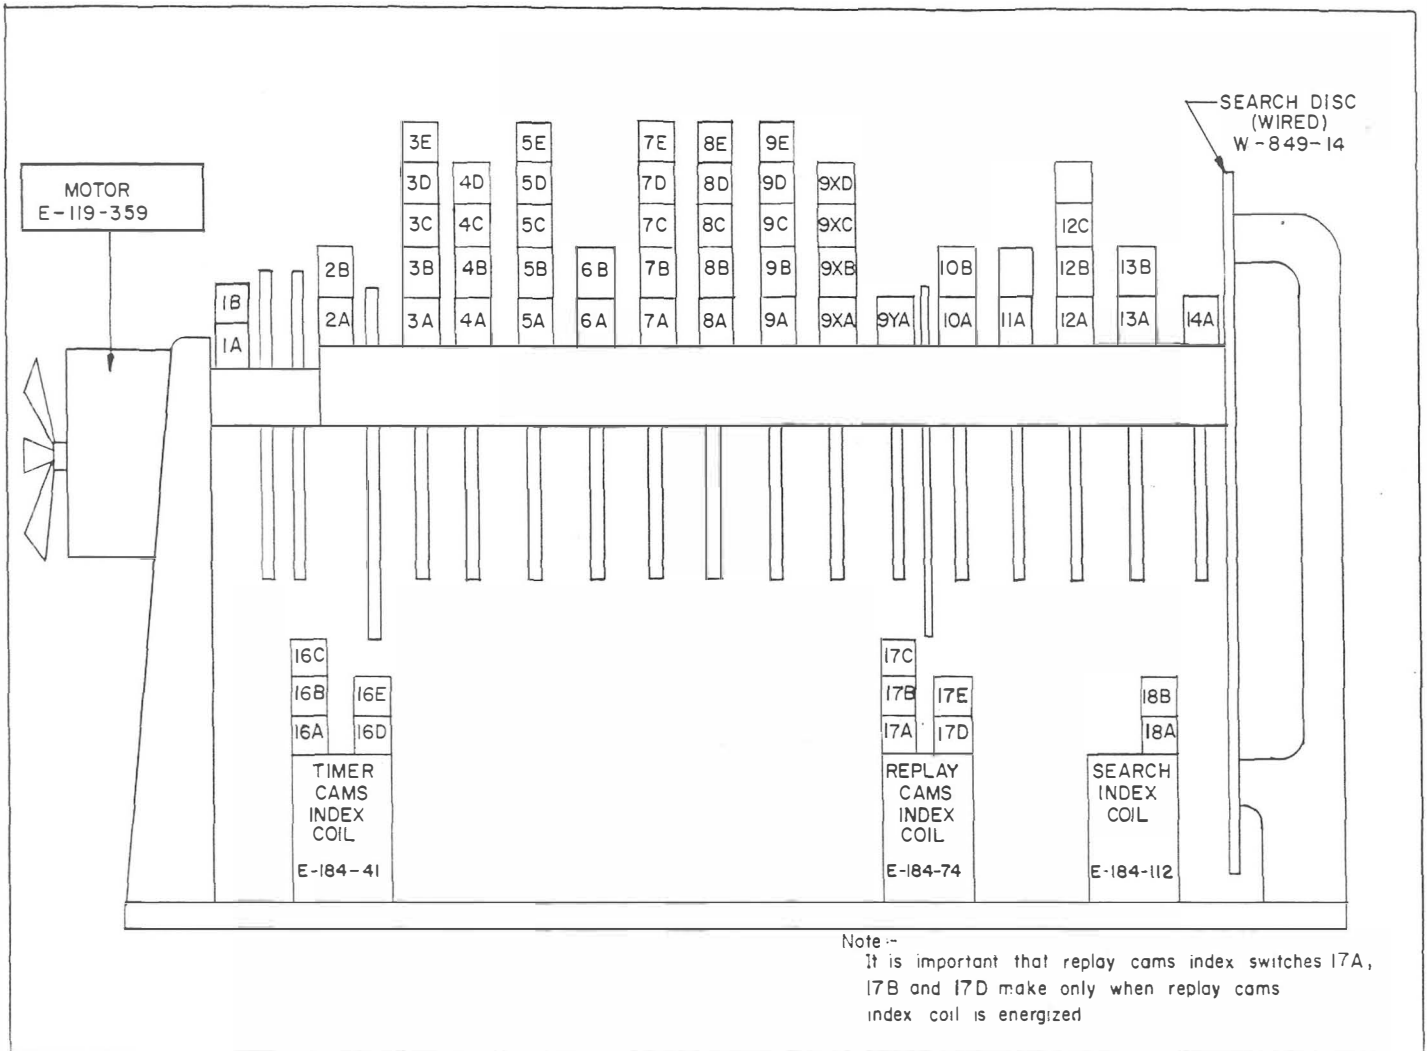 SEARCH DISC
(WIRED)
W-849-14
MOTOR
E-119-359
3E 5E 7E 8E 9E
3D 4D 5D 7D 8D 9D 9XD
3C 4C 5C 7C 8C 9C 9XC 12C
2B 3B 4B 5B 6B 7B 8B 9B 9XB 10B 12B 13B
1B
2A 3A 4A 5A 6A 7A 8A 9A 9XA 9YA 10A 11A 12A 13A 14A
1A
16C 17C
16B 16E 17B 17E 18B
16A 16D 17A 17D 18A
TIMER
CAMS
INDEX
COIL
E-184-41
REPLAY
CAMS
INDEX
COIL
E-184-74
SEARCH
INDEX
COIL
E-184-112
Note:-
It is important that replay cams index switches 17A,
17B and 17D make only when replay cams
index coil is energized